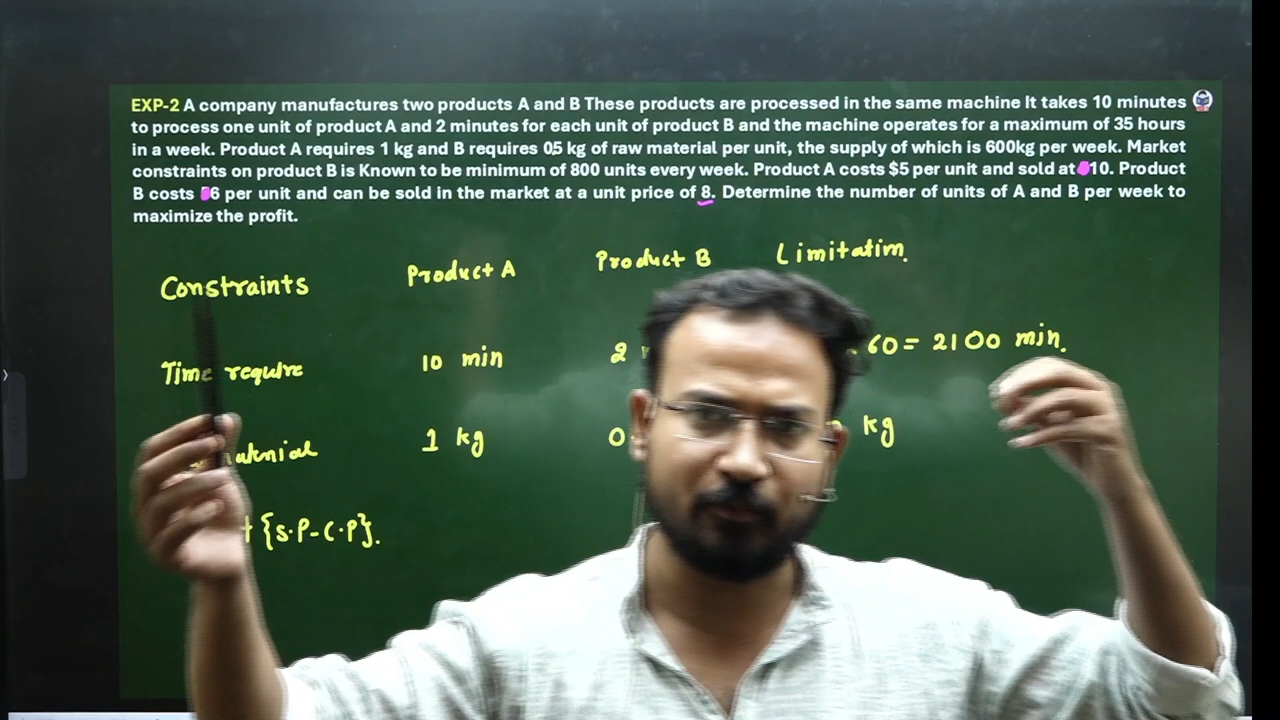 EXP-2 A company manufactures two products A and B These products are processed in the same machine It takes 10 minutes
to process one unit of product A and 2 minutes for each unit of product B and the machine operates for a maximum of 35 hours
in a week. Product A requires 1 kg and B requires 05 kg of raw material per unit, the supply of which is 600kg per week. Market
constraints on product B is Known to be minimum of 800 units every week. Product A costs $5 per unit and sold at 10. Product
B costs 6 per unit and can be sold in the market at a unit price of 8. Determine the number of units of A and B per week to
maximize the profit.
Constraints Product A Product B Limitation.
Time require 10 min 2 60 = 2100 min.
1 kg 0 kg
{S.P-C.P}.